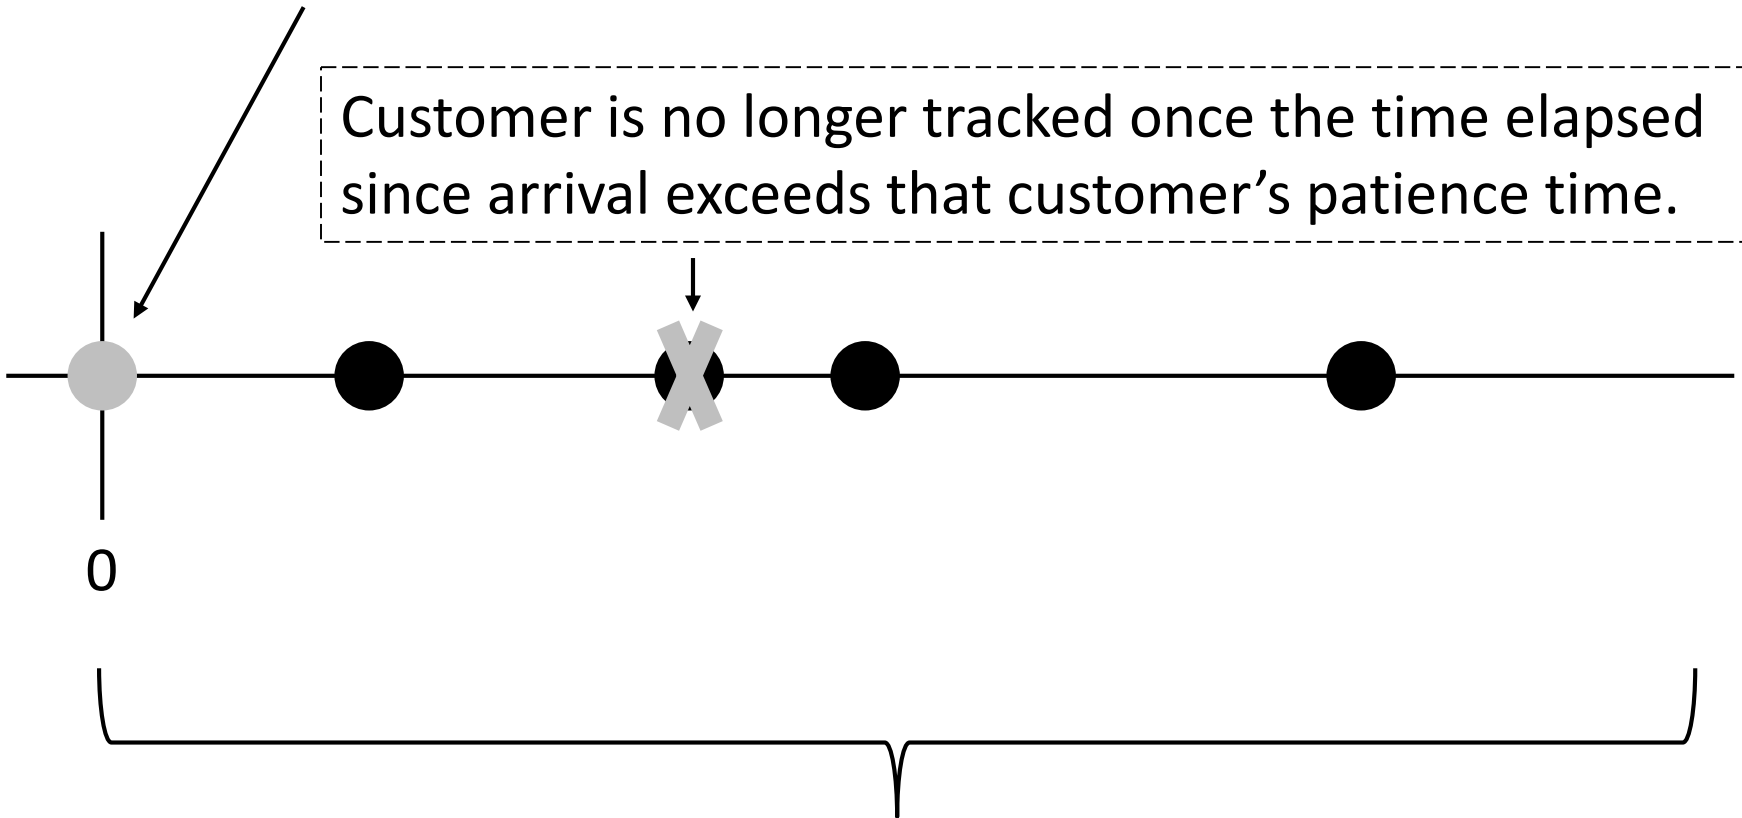 Customer is no longer tracked once the time elapsed
since arrival exceeds that customer’s patience time.
0